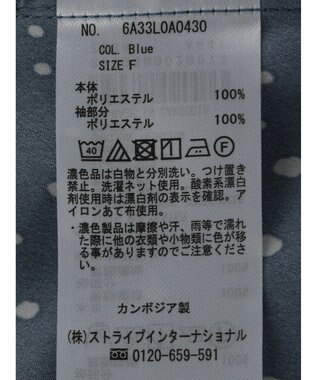 NO. 6A33L0A0430
COL. Blue
SIZE F
本体
ポリエステル 100%
袖部分
ポリエステル 100%
40
F
濃色品は白物と分別洗い。つけ置き
禁止。洗濯ネット使用。酸素系漂白
剤使用時は漂白剤の表示を確認。ア
イロンあて布使用。
・濃色製品は摩擦や汗、雨等で濡れ
た際に他の衣類や小物類に色が移
る事がありますのでご注意下さい。
カンボジア製
(株)ストライプインターナショナル
0120-659-591